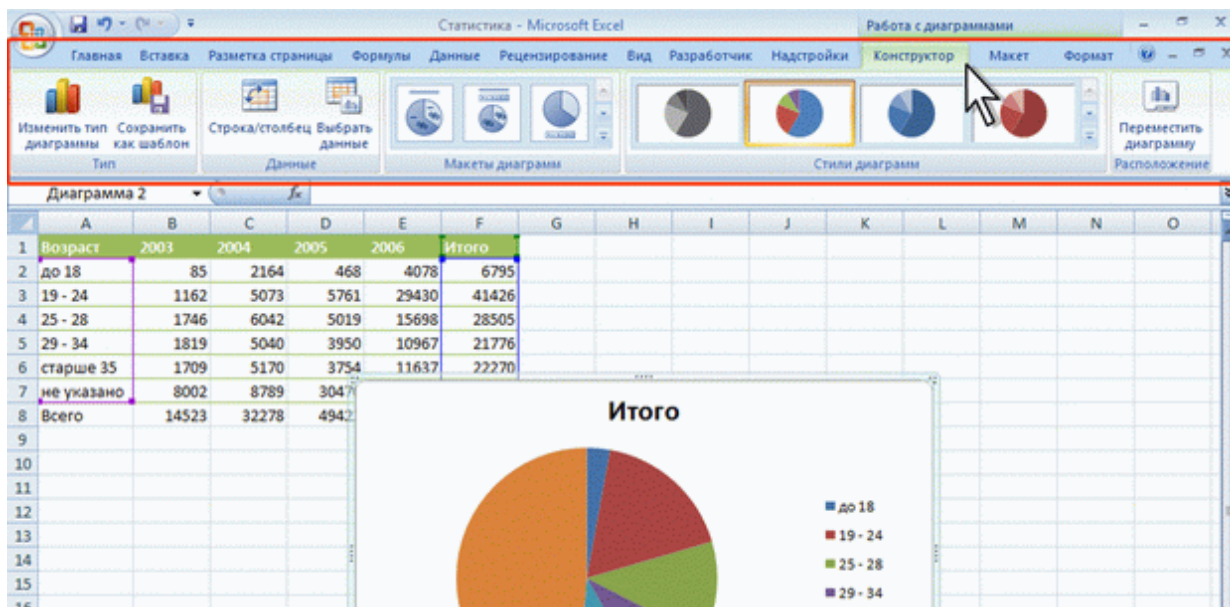 Статистика - Microsoft Excel Работа с диаграммами
Главная Вставка Разметка страницы Формулы Данные Рецензирование Вид Разработчик Надстройки Конструктор Макет Формат
Изменить тип диаграммы Сохранить как шаблон Строка/столбец Выбрать данные Переместить диаграмму
Тип Данные Макеты диаграмм Стили диаграмм Расположение
Диаграмма 2 fx
A B C D E F G H I J K L M N O
1 Возраст 2003 2004 2005 2006 Итого
2 до 18 85 2164 468 4078 6795
3 19 - 24 1162 5073 5761 29430 41426
4 25 - 28 1746 6042 5019 15698 28505
5 29 - 34 1819 5040 3950 10967 21776
6 старше 35 1709 5170 3754 11637 22270
7 не указано 8002 8789
8 Всего 14523 32278
Итого
9
10
11
12 до 18
13 19 - 24
14 25 - 28
15 29 - 34